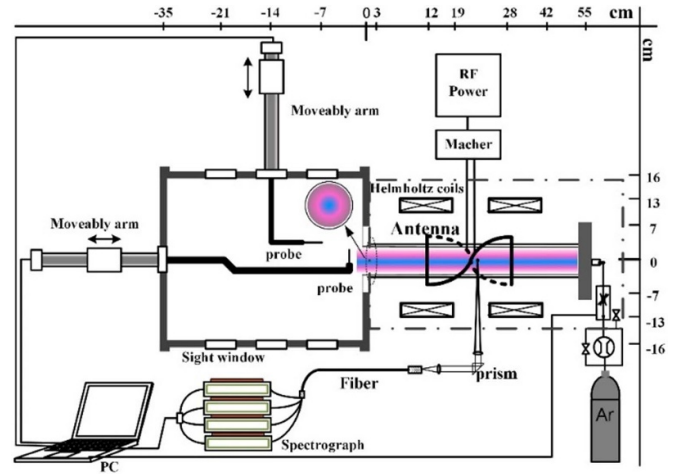 -35 -21 -14 -7 0 3 12 19 28 42 55 cm
cm
RF
Power
Moveably arm
Macher
16
Helmholtz coils
13
Moveably arm
Antenna
7
probe
0
probe
-7
-13
Sight window
-16
prism
Fiber
Ar
Spectrograph
PC